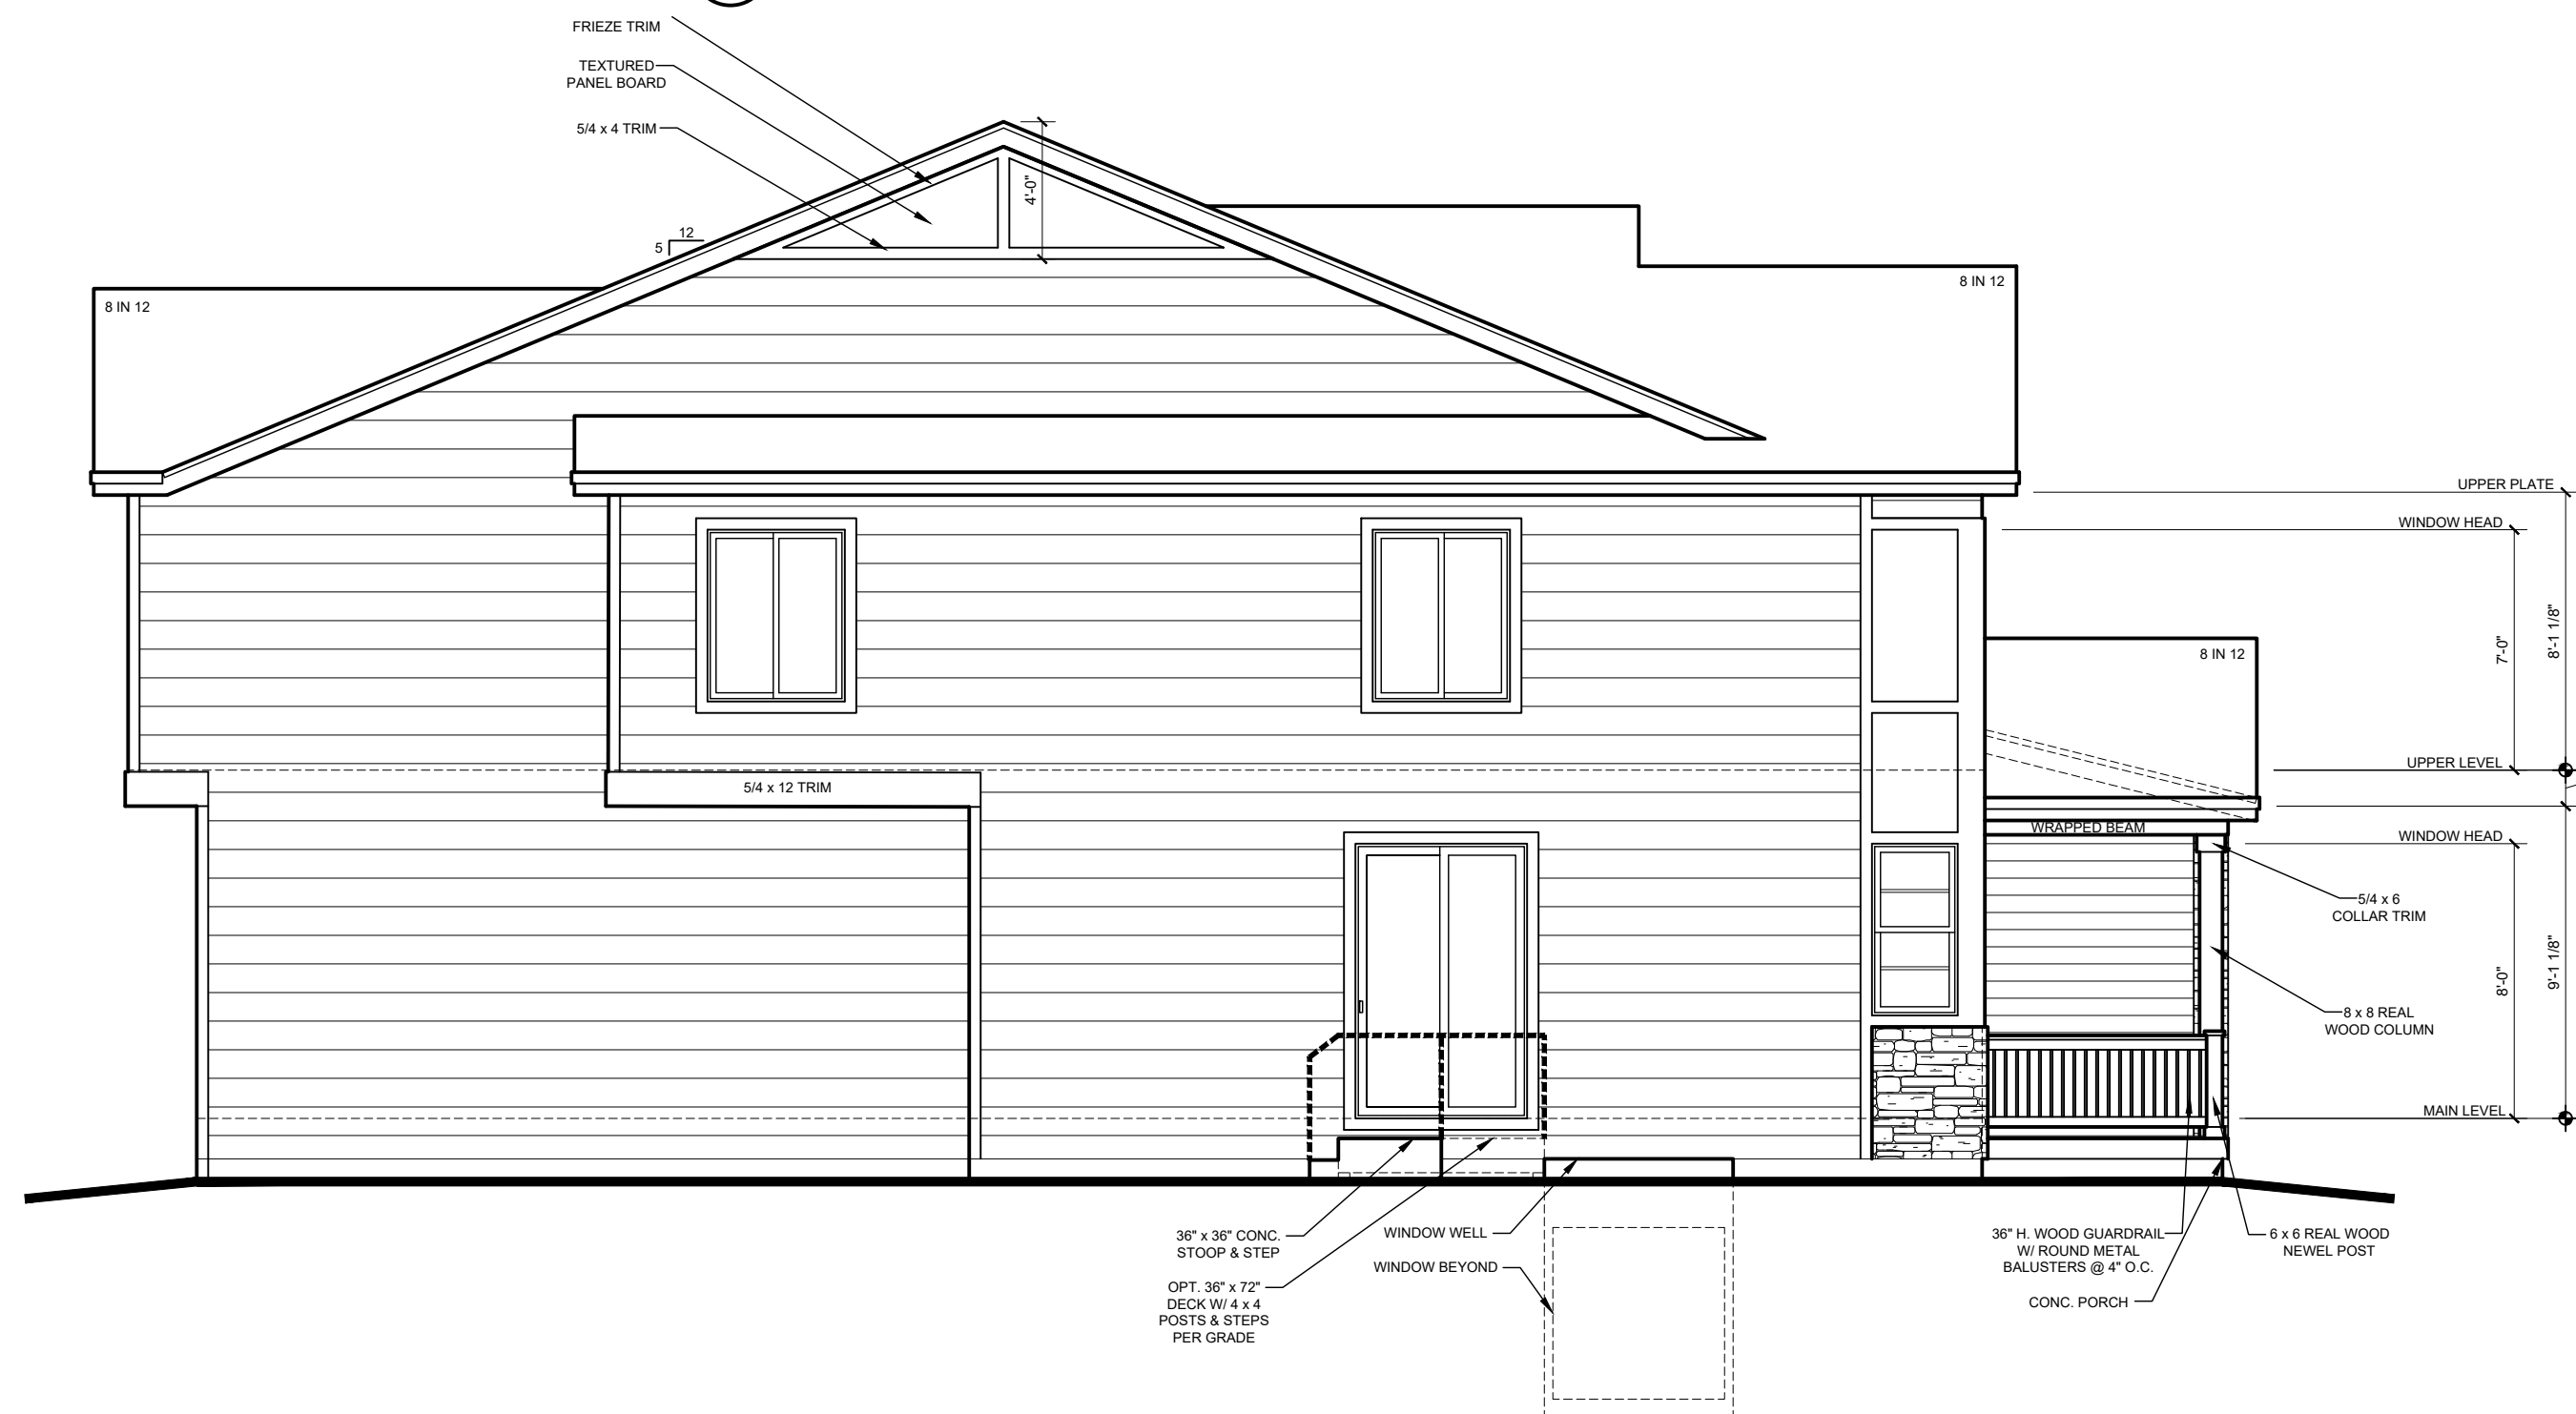 FRIEZE TRIM
TEXTURED
PANEL BOARD
5/4 x 4 TRIM
4'-0"
12
5
8 IN 12
8 IN 12
UPPER PLATE
WINDOW HEAD
7'-0"
8'-1 1/8"
8 IN 12
UPPER LEVEL
5/4 x 12 TRIM
WRAPPED BEAM
WINDOW HEAD
5/4 x 6
COLLAR TRIM
8'-0"
9'-1 1/8"
8 x 8 REAL
WOOD COLUMN
MAIN LEVEL
36" x 36" CONC.
STOOP & STEP
WINDOW WELL
WINDOW BEYOND
OPT. 36" x 72"
DECK W/ 4 x 4
POSTS & STEPS
PER GRADE
36" H. WOOD GUARDRAIL
W/ ROUND METAL
BALUSTERS @ 4" O.C.
CONC. PORCH
6 x 6 REAL WOOD
NEWEL POST